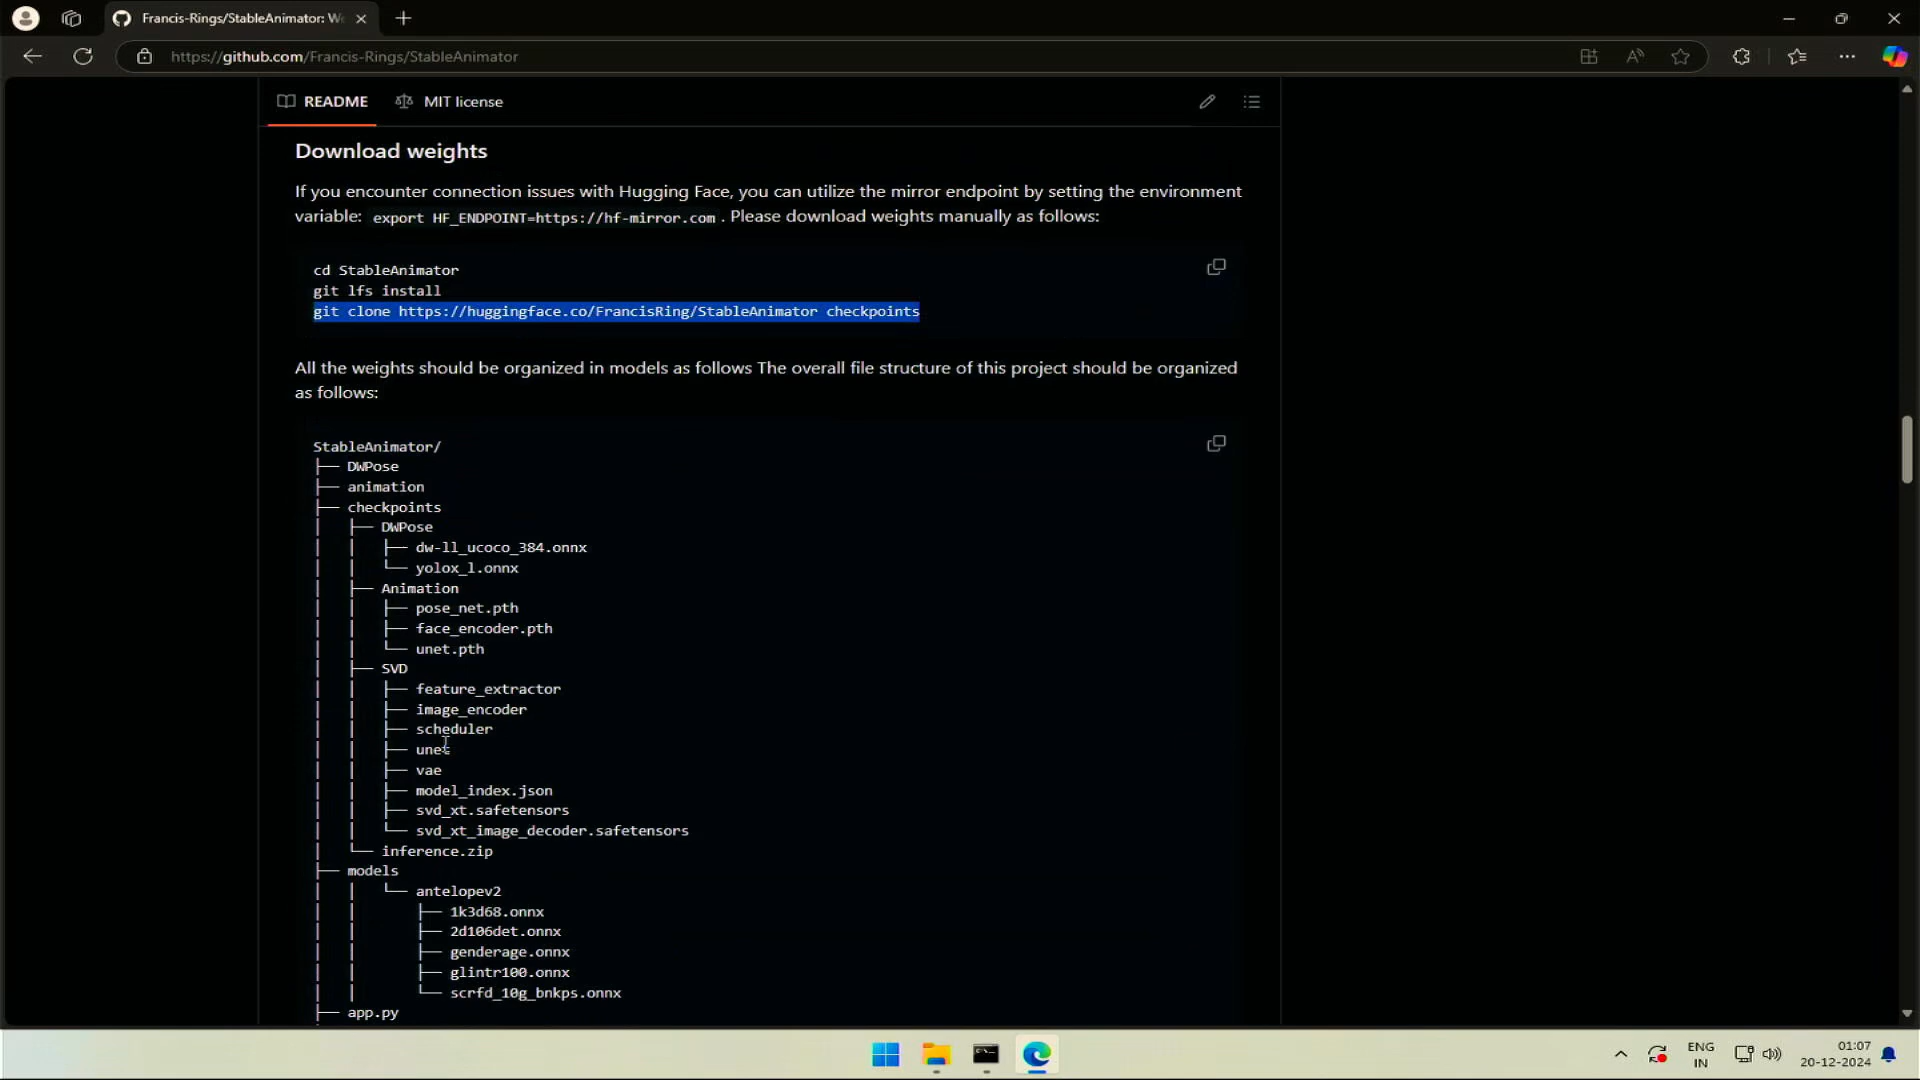 Francis-Rings/StableAnimator: We
https://github.com/Francis-Rings/StableAnimator
README
MIT license
Download weights
If you encounter connection issues with Hugging Face, you can utilize the mirror endpoint by setting the environment
variable: export HF_ENDPOINT=https://hf-mirror.com . Please download weights manually as follows:
cd StableAnimator
git lfs install
git clone https://huggingface.co/FrancisRing/StableAnimator checkpoints
All the weights should be organized in models as follows The overall file structure of this project should be organized
as follows:
StableAnimator/
├── DWPose
├── animation
├── checkpoints
│   ├── DWPose
│   │   ├── dw-ll_ucoco_384.onnx
│   │   └── yolox_l.onnx
│   ├── Animation
│   │   ├── pose_net.pth
│   │   ├── face_encoder.pth
│   │   └── unet.pth
│   ├── SVD
│   │   ├── feature_extractor
│   │   ├── image_encoder
│   │   ├── scheduler
│   │   ├── unet
│   │   ├── vae
│   │   ├── model_index.json
│   │   ├── svd_xt.safetensors
│   │   └── svd_xt_image_decoder.safetensors
│   └── inference.zip
├── models
│   │   └── antelopev2
│   │       ├── 1k3d68.onnx
│   │       ├── 2d106det.onnx
│   │       ├── genderage.onnx
│   │       ├── glintr100.onnx
│   │       └── scrfd_10g_bnkps.onnx
├── app.py
ENG
IN
01:07
20-12-2024